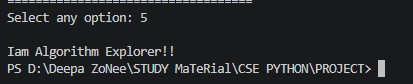 ===================================
Select any option: 5
Iam Algorithm Explorer!!
PS D:\Deepa ZoNee\STUDY MaTeRial\CSE PYTHON\PROJECT>